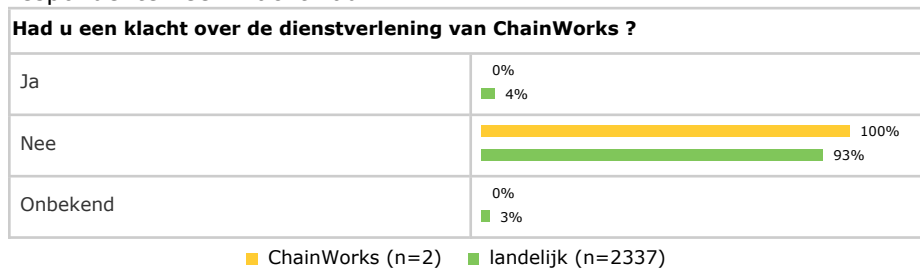 Had u een klacht over de dienstverlening van ChainWorks ?
Ja
0%
4%
Nee
100%
93%
Onbekend
0%
3%
ChainWorks (n=2) landelijk (n=2337)